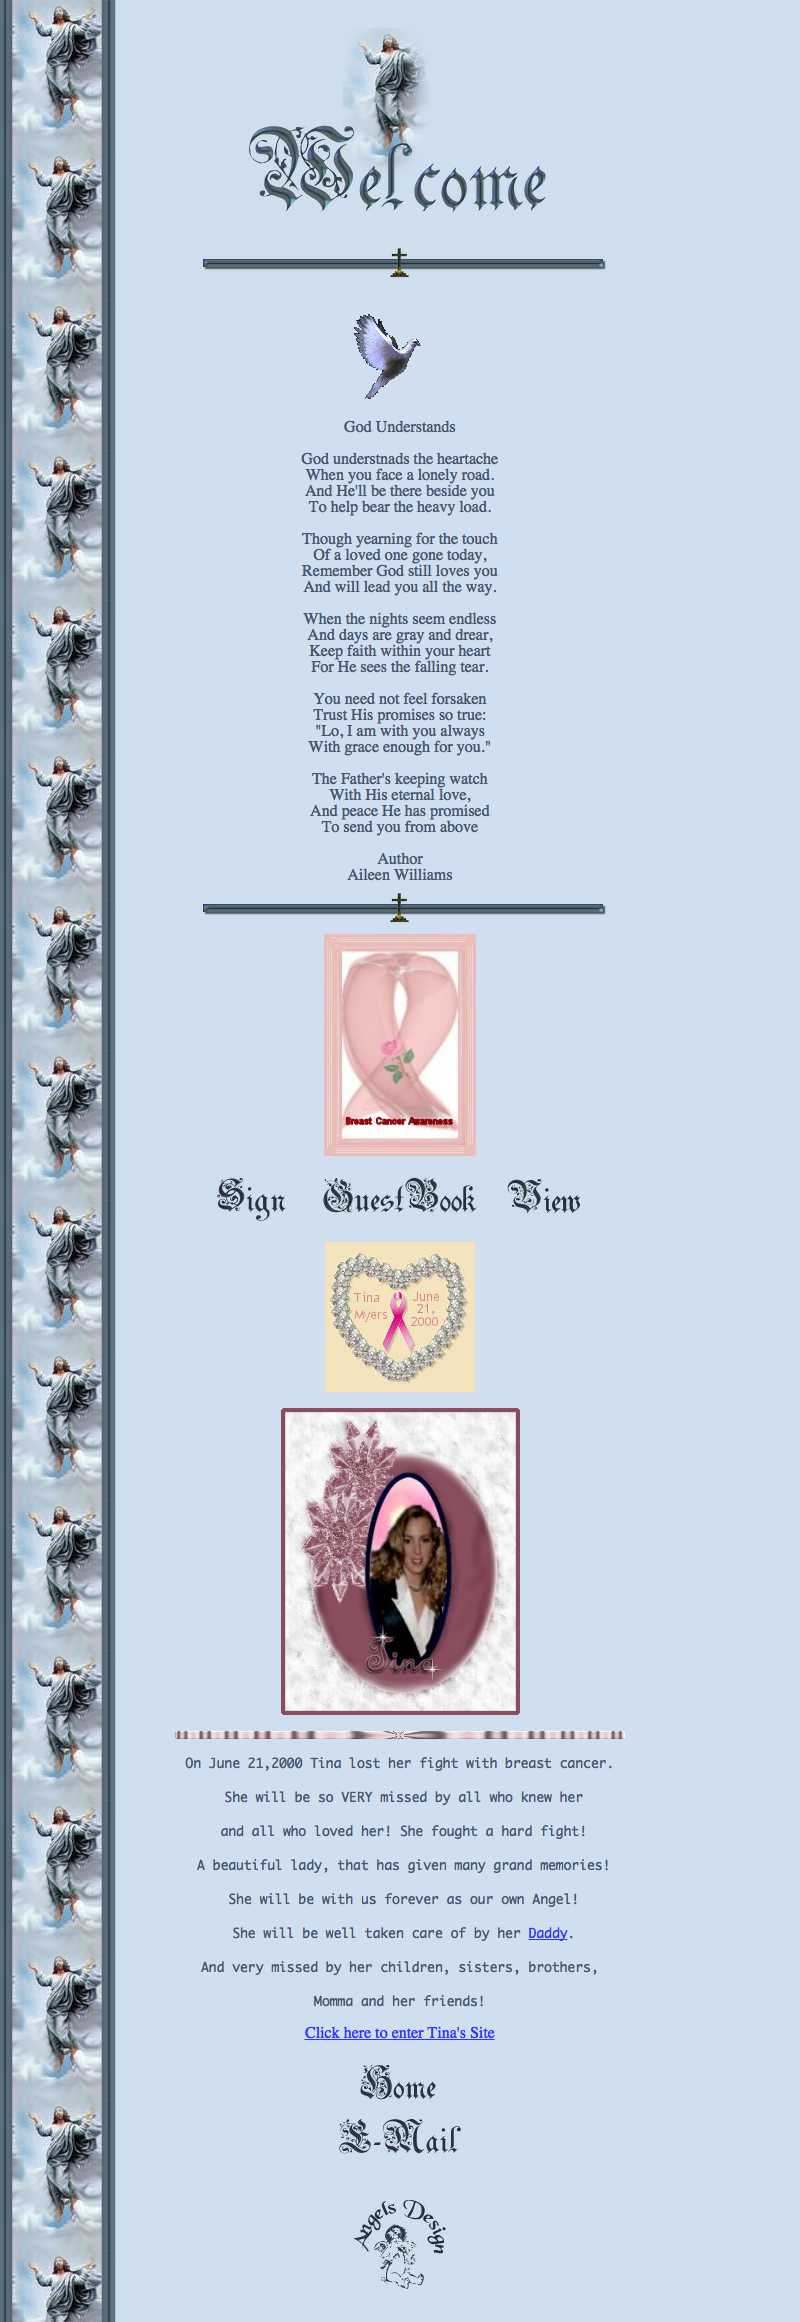 Welcome
God Understands
God understnads the heartache
When you face a lonely road.
And He'll be there beside you
To help bear the heavy load.
Though yearning for the touch
Of a loved one gone today,
Remember God still loves you
And will lead you all the way.
When the nights seem endless
And days are gray and drear,
Keep faith within your heart
For He sees the falling tear.
You need not feel forsaken
Trust His promises so true:
"Lo, I am with you always
With grace enough for you."
The Father's keeping watch
With His eternal love,
And peace He has promised
To send you from above
Author
Aileen Williams
Breast Cancer Awareness
Sign GuestBook View
Tina Myers
June 21, 2000
Tina
On June 21,2000 Tina lost her fight with breast cancer.
She will be so VERY missed by all who knew her
and all who loved her! She fought a hard fight!
A beautiful lady, that has given many grand memories!
She will be with us forever as our own Angel!
She will be well taken care of by her Daddy.
And very missed by her children, sisters, brothers,
Momma and her friends!
Click here to enter Tina's Site
Home
E-Mail
Angels Design